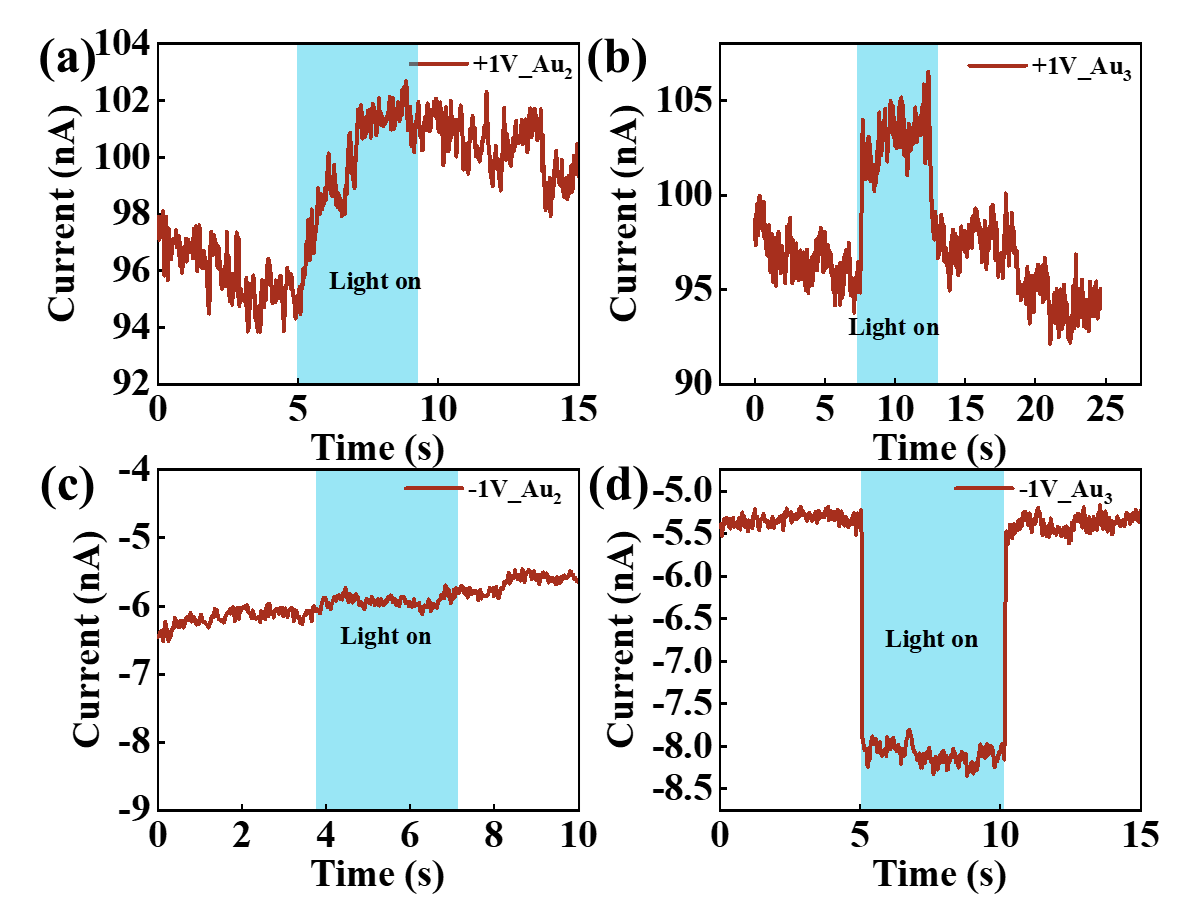 (a)
104
102
100
98
96
94
92
Current (nA)
+1V_Au2
Light on
0 5 10 15
Time (s)
(b)
105
100
95
90
Current (nA)
+1V_Au3
Light on
0 5 10 15 20 25
Time (s)
(c)
-4
-5
-6
-7
-8
-9
Current (nA)
-1V_Au2
Light on
0 2 4 6 8 10
Time (s)
(d)
-5.0
-5.5
-6.0
-6.5
-7.0
-7.5
-8.0
-8.5
Current (nA)
-1V_Au3
Light on
0 5 10 15
Time (s)